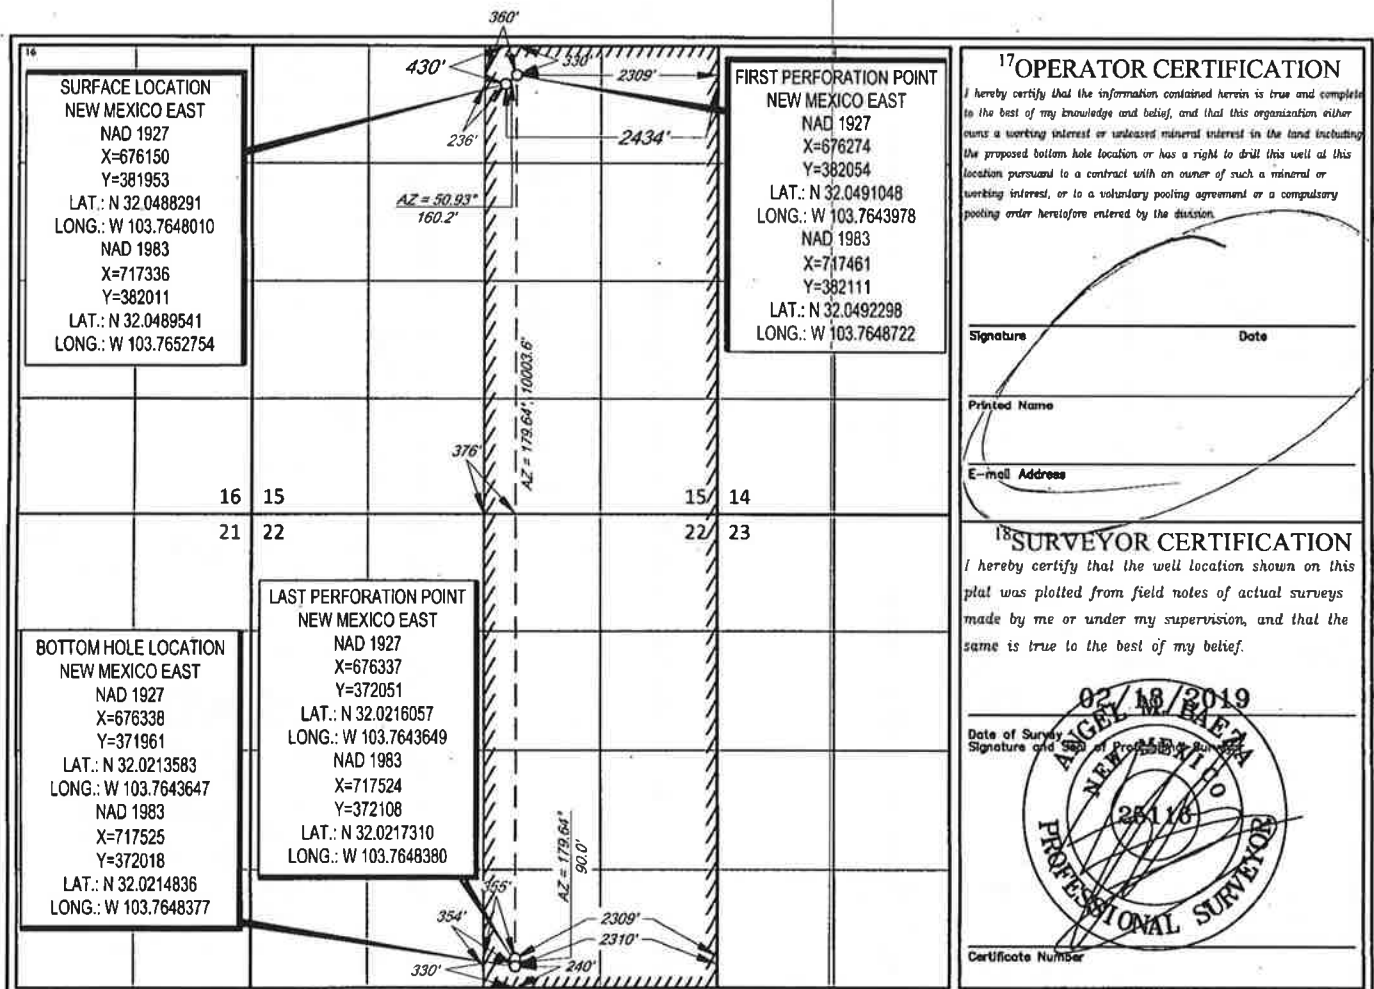 16
360'
430'
330'
2309'
236'
2434'
AZ = 50.93°
160.2'
SURFACE LOCATION
NEW MEXICO EAST
NAD 1927
X=676150
Y=381953
LAT.: N 32.0488291
LONG.: W 103.7648010
NAD 1983
X=717336
Y=382011
LAT.: N 32.0489541
LONG.: W 103.7652754
FIRST PERFORATION POINT
NEW MEXICO EAST
NAD 1927
X=676274
Y=382054
LAT.: N 32.0491048
LONG.: W 103.7643978
NAD 1983
X=717461
Y=382111
LAT.: N 32.0492298
LONG.: W 103.7648722
AZ = 179.64°, 10003.6'
376'
16 15
15 14
21 22
22 23
LAST PERFORATION POINT
NEW MEXICO EAST
NAD 1927
X=676337
Y=372051
LAT.: N 32.0216057
LONG.: W 103.7643649
NAD 1983
X=717524
Y=372108
LAT.: N 32.0217310
LONG.: W 103.7648380
BOTTOM HOLE LOCATION
NEW MEXICO EAST
NAD 1927
X=676338
Y=371961
LAT.: N 32.0213583
LONG.: W 103.7643647
NAD 1983
X=717525
Y=372018
LAT.: N 32.0214836
LONG.: W 103.7648377
AZ = 179.64°
90.0'
355'
354'
2309'
2310'
330'
240'
17 OPERATOR CERTIFICATION
I hereby certify that the information contained herein is true and complete
to the best of my knowledge and belief, and that this organization either
owns a working interest or unleased mineral interest in the land including
the proposed bottom hole location or has a right to drill this well at this
location pursuant to a contract with an owner of such a mineral or
working interest, or to a voluntary pooling agreement or a compulsory
pooling order heretofore entered by the division.
Signature Date
Printed Name
E-mail Address
18 SURVEYOR CERTIFICATION
I hereby certify that the well location shown on this
plat was plotted from field notes of actual surveys
made by me or under my supervision, and that the
same is true to the best of my belief.
02/18/2019
Date of Survey
Signature and Seal of Professional Surveyor
ANGEL M. BAEZA
NEW MEXICO
25116
PROFESSIONAL SURVEYOR
Certificate Number